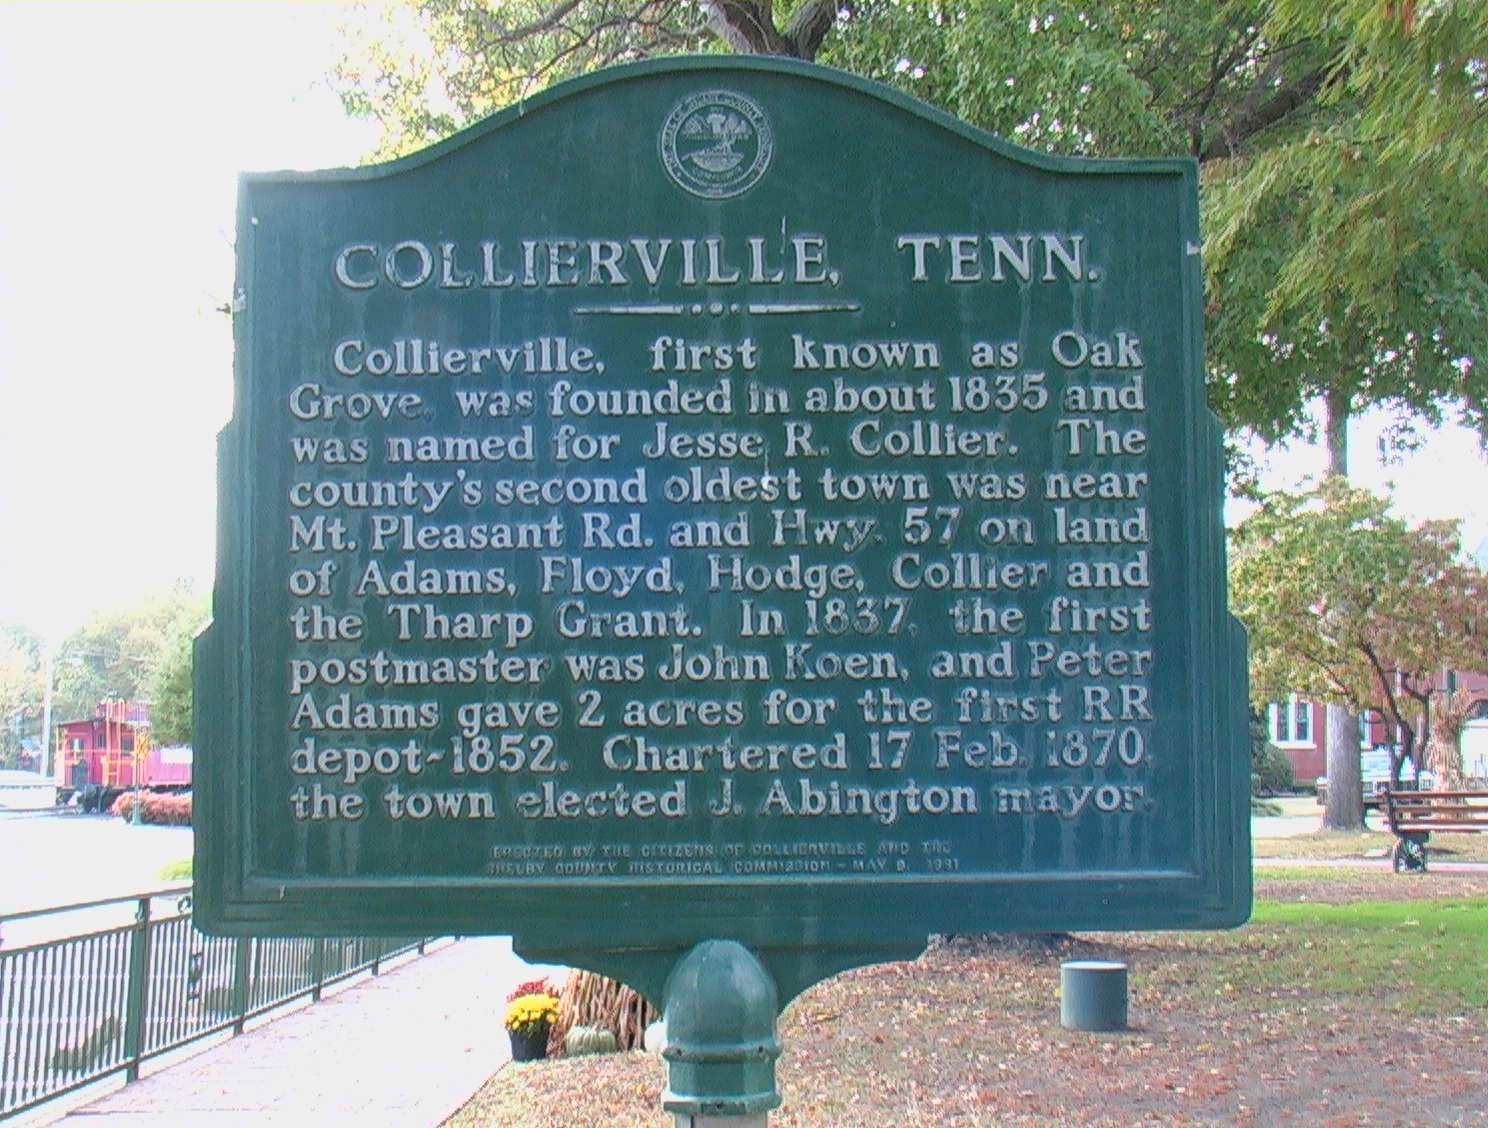 COLLIERVILLE, TENN.
Collierville, first known as Oak
Grove, was founded in about 1835 and
was named for Jesse R. Collier. The
county's second oldest town was near
Mt. Pleasant Rd. and Hwy. 57 on land
of Adams, Floyd, Hodge, Collier and
the Tharp Grant. In 1837, the first
postmaster was John Koen, and Peter
Adams gave 2 acres for the first RR
depot-1852. Chartered 17 Feb. 1870,
the town elected J. Abington mayor.
ERECTED BY THE CITIZENS OF COLLIERVILLE AND THE
SHELBY COUNTY HISTORICAL COMMISSION - MAY 9, 1981